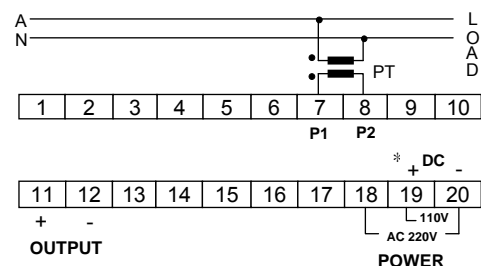 A L
N O
A
D
PT
1 2 3 4 5 6 7 8 9 10
P1 P2
* DC
+ -
11 12 13 14 15 16 17 18 19 20
+ - 110V
AC 220V
OUTPUT
POWER